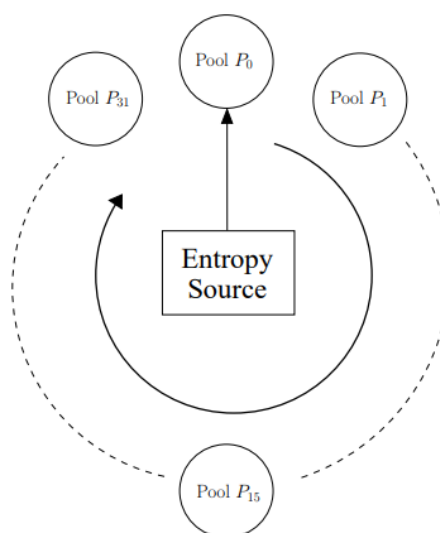 Pool P₀
Pool P₃₁
Pool P₁
Entropy
Source
Pool P₁₅